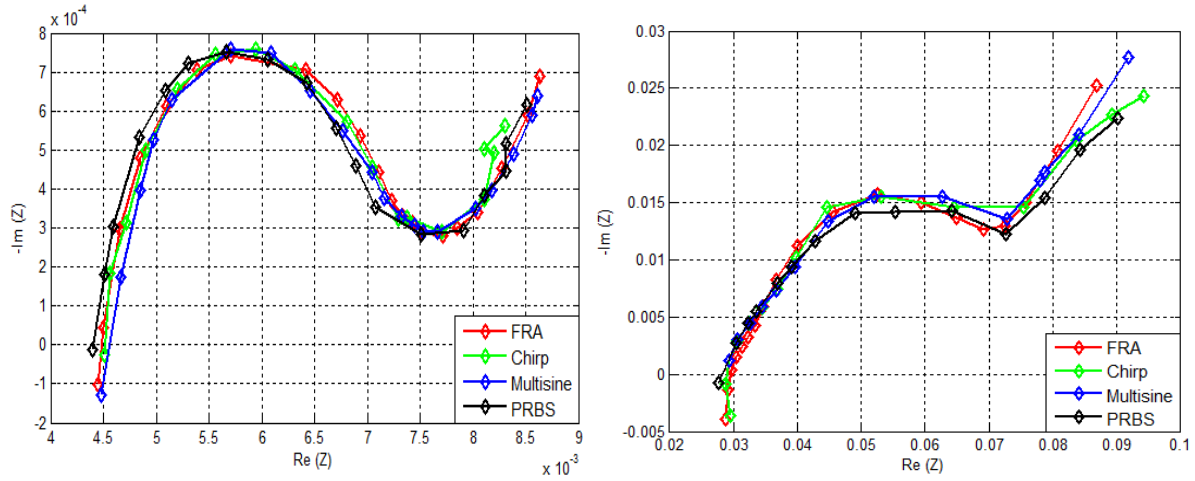 x 10⁻⁴
8
7
6
5
4
3
2
1
0
-1
-2
-Im (Z)
4 4.5 5 5.5 6 6.5 7 7.5 8 8.5 9
Re (Z)
x 10⁻³
FRA
Chirp
Multisine
PRBS
0.03
0.025
0.02
0.015
0.01
0.005
0
-0.005
-Im (Z)
0.02 0.03 0.04 0.05 0.06 0.07 0.08 0.09 0.1
Re (Z)
FRA
Chirp
Multisine
PRBS